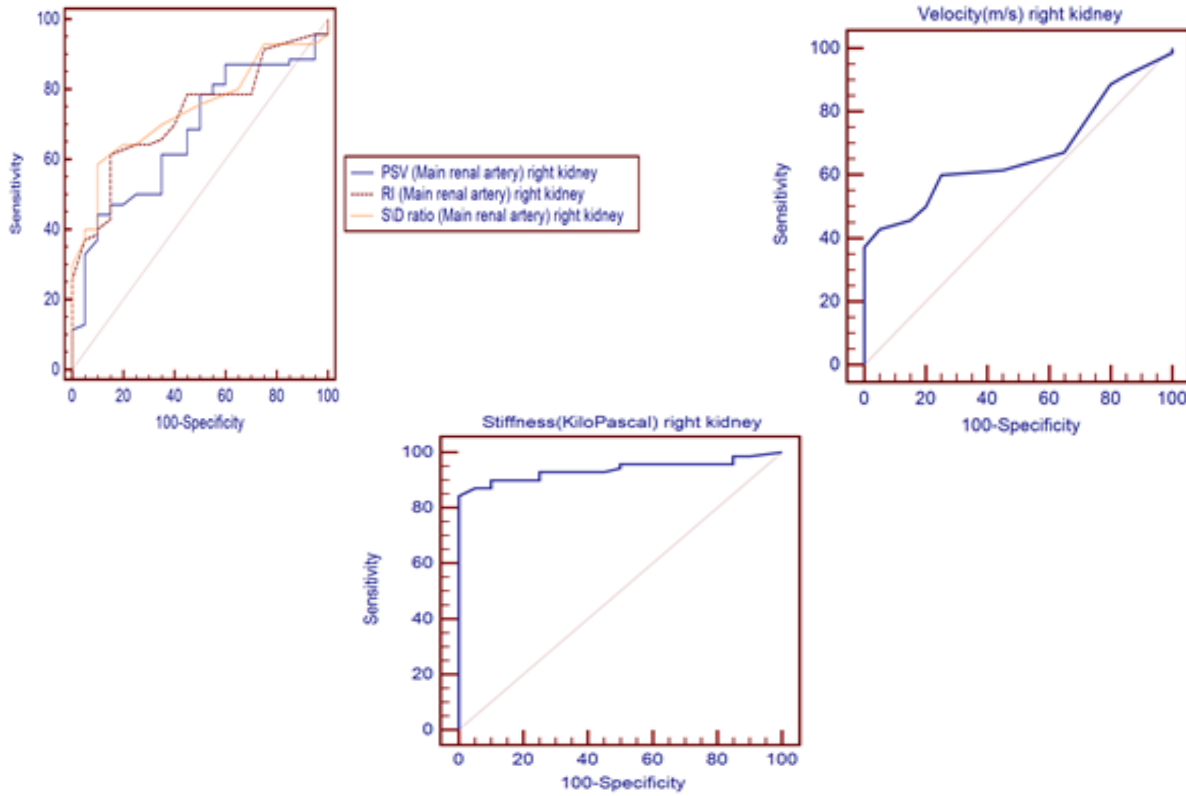 100
80
60
40
20
0
Sensitivity
0 20 40 60 80 100
100-Specificity
PSV (Main renal artery) right kidney
RI (Main renal artery) right kidney
S\D ratio (Main renal artery) right kidney
Velocity(m/s) right kidney
100
80
60
40
20
0
Sensitivity
0 20 40 60 80 100
100-Specificity
Stiffness(KiloPascal) right kidney
100
80
60
40
20
0
Sensitivity
0 20 40 60 80 100
100-Specificity